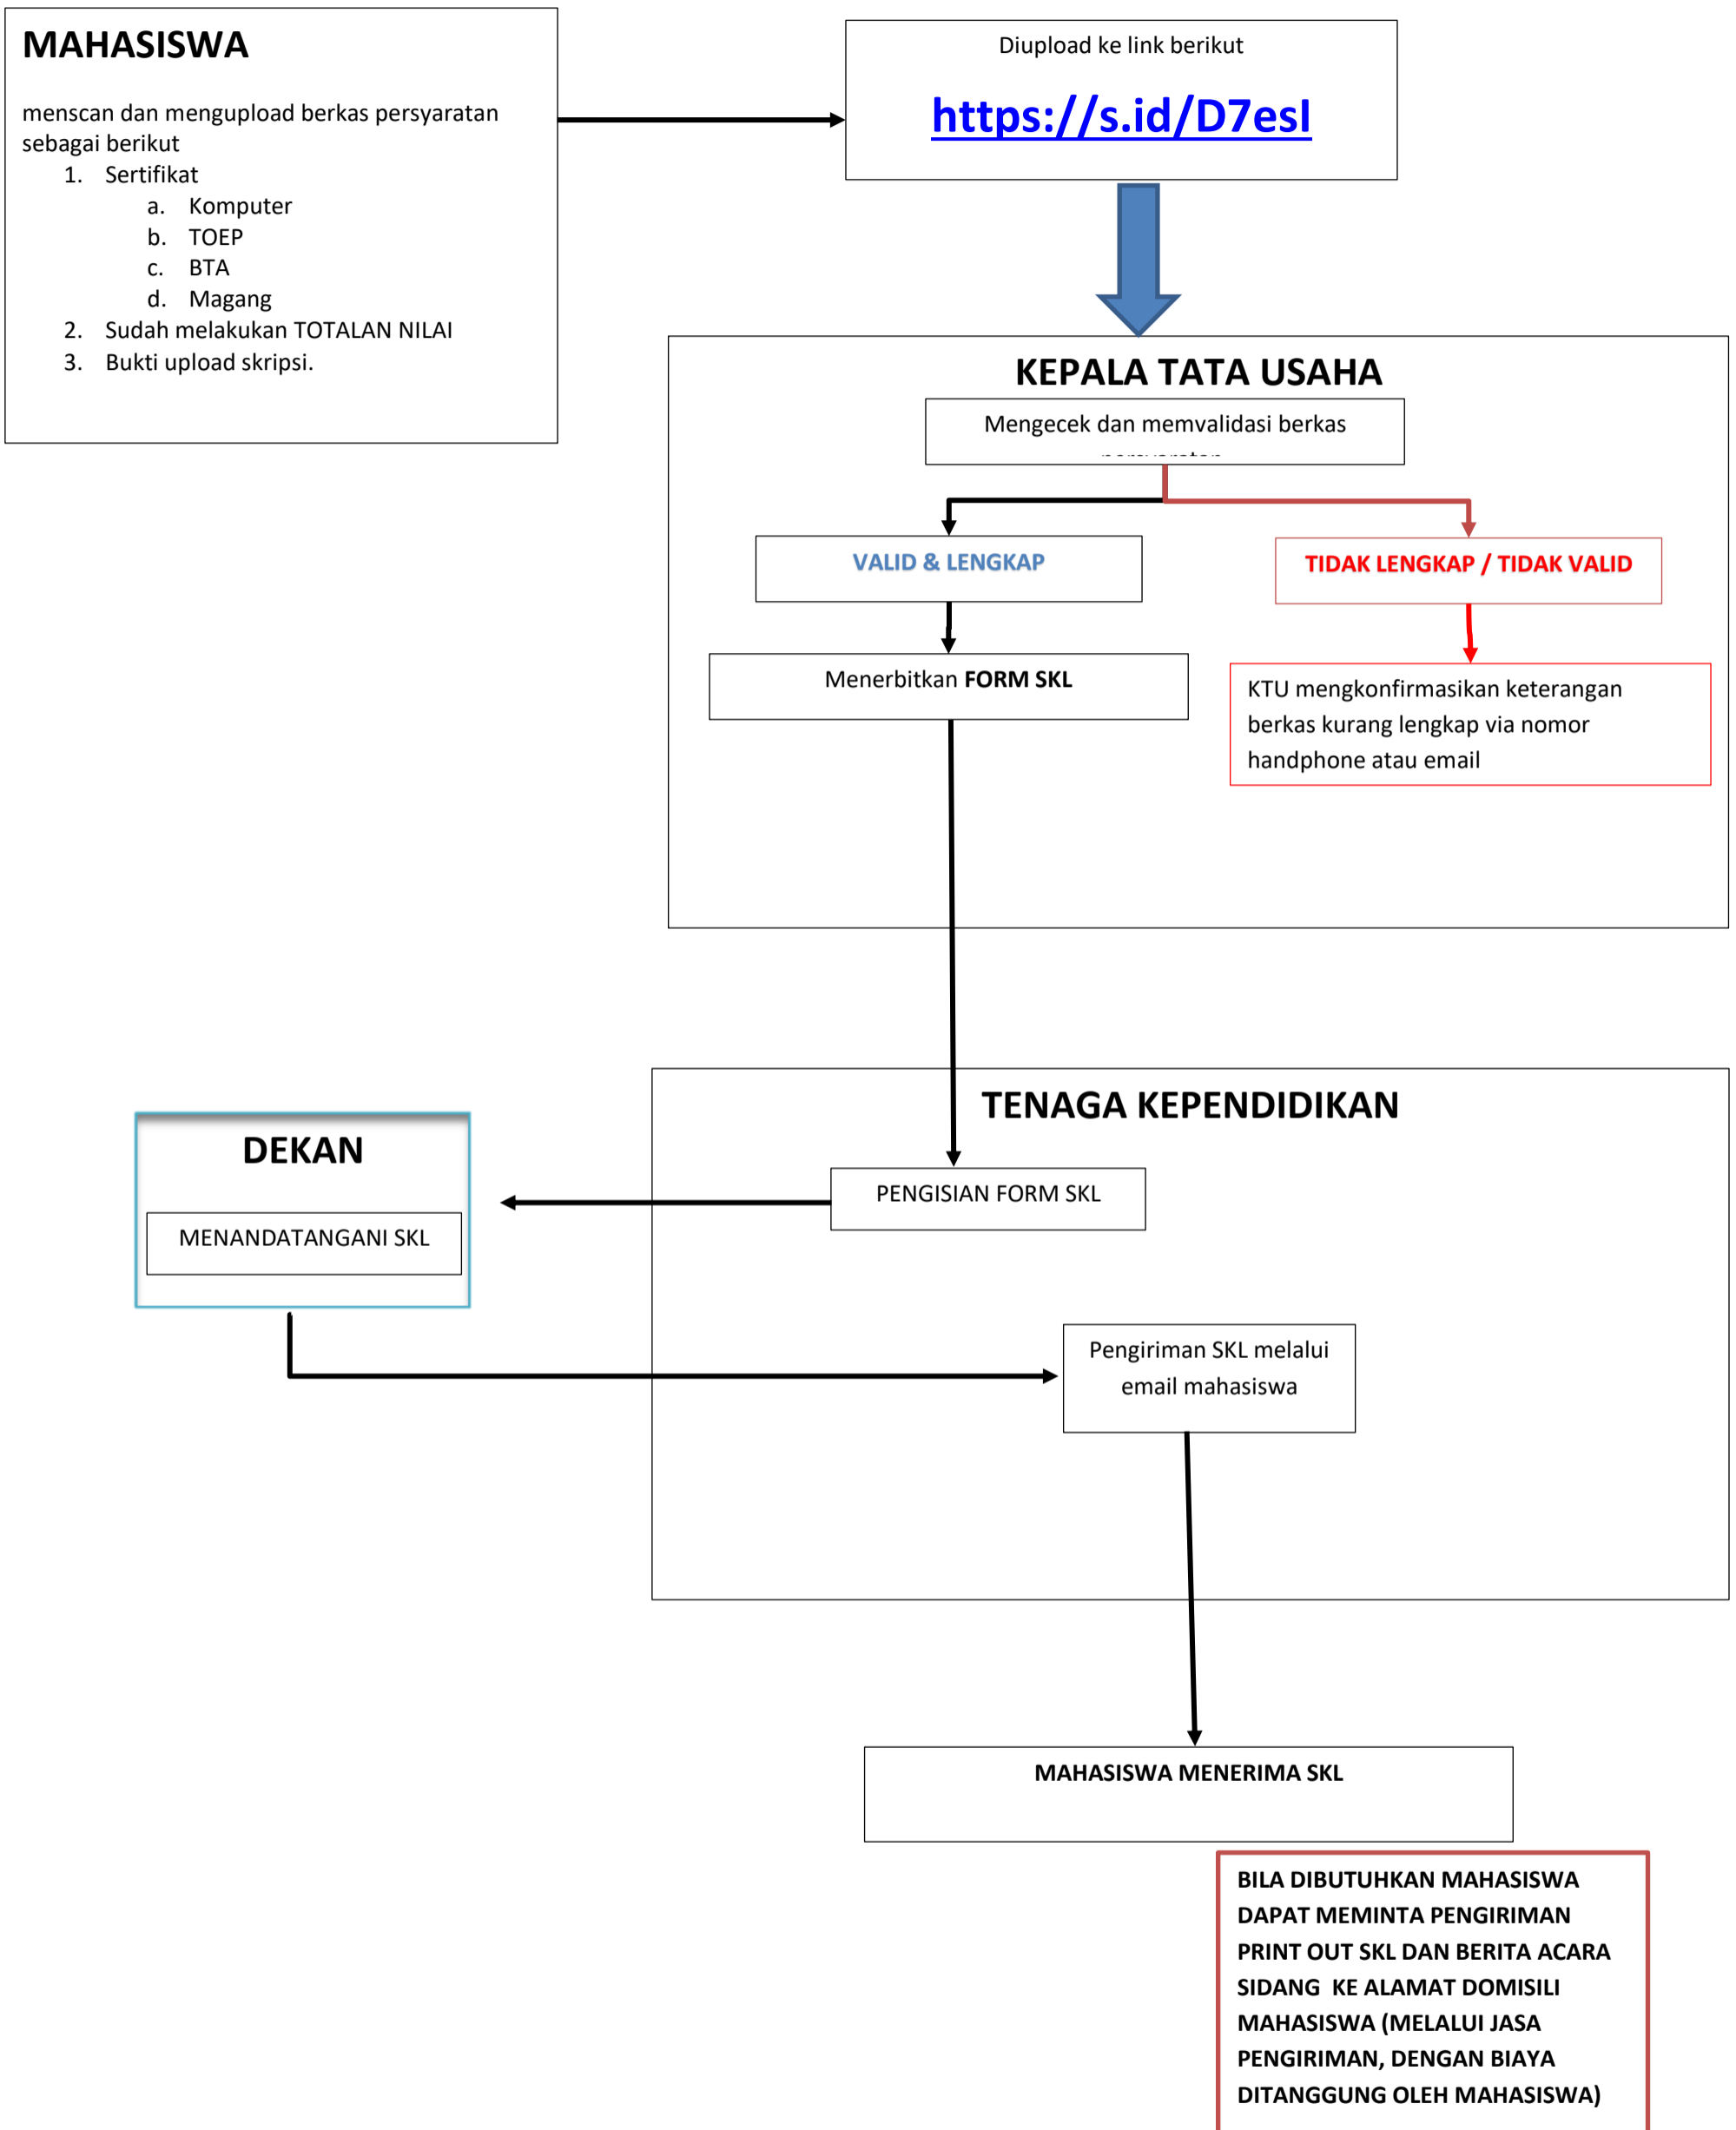 MAHASISWA
menscan dan mengupload berkas persyaratan
sebagai berikut
1. Sertifikat
a. Komputer
b. TOEP
c. BTA
d. Magang
2. Sudah melakukan TOTALAN NILAI
3. Bukti upload skripsi.
Diupload ke link berikut
https://s.id/D7esI
KEPALA TATA USAHA
Mengecek dan memvalidasi berkas
VALID & LENGKAP
TIDAK LENGKAP / TIDAK VALID
Menerbitkan FORM SKL
KTU mengkonfirmasikan keterangan
berkas kurang lengkap via nomor
handphone atau email
TENAGA KEPENDIDIKAN
DEKAN
PENGISIAN FORM SKL
MENANDATANGANI SKL
Pengiriman SKL melalui
email mahasiswa
MAHASISWA MENERIMA SKL
BILA DIBUTUHKAN MAHASISWA
DAPAT MEMINTA PENGIRIMAN
PRINT OUT SKL DAN BERITA ACARA
SIDANG KE ALAMAT DOMISILI
MAHASISWA (MELALUI JASA
PENGIRIMAN, DENGAN BIAYA
DITANGGUNG OLEH MAHASISWA)